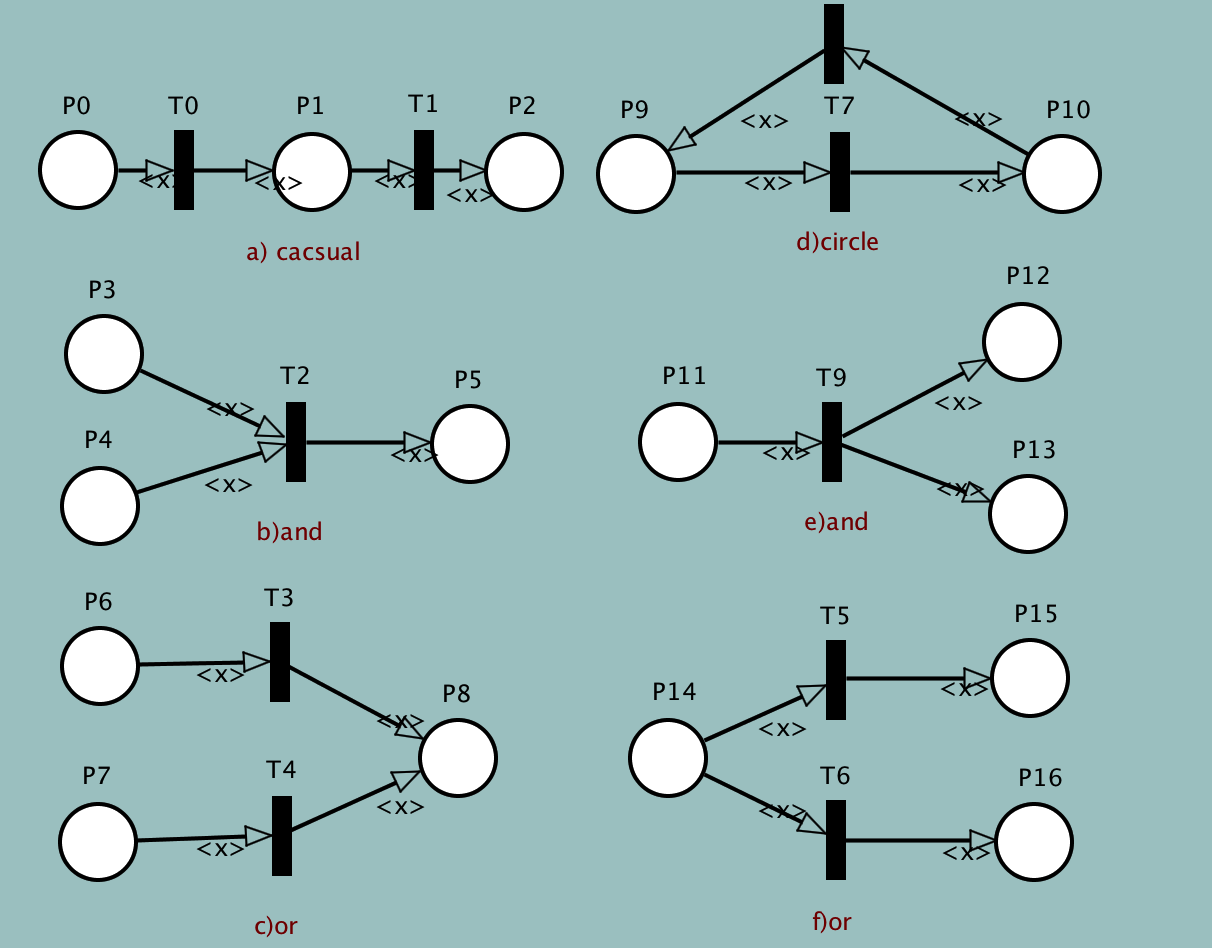 P0 T0 P1 T1 P2
<x> <x> <x> <x>
a) cacsual
P9 T7 P10
<x> <x>
<x> <x>
d)circle
P3
P4
T2 P5
<x>
<x>
<x>
b)and
P11 T9 P12
P13
<x>
<x>
<x>
e)and
P6 T3
<x>
<x>
P8
P7 T4
<x>
<x>
c)or
P14 T5 P15
<x>
<x>
T6 P16
<x>
<x>
f)or